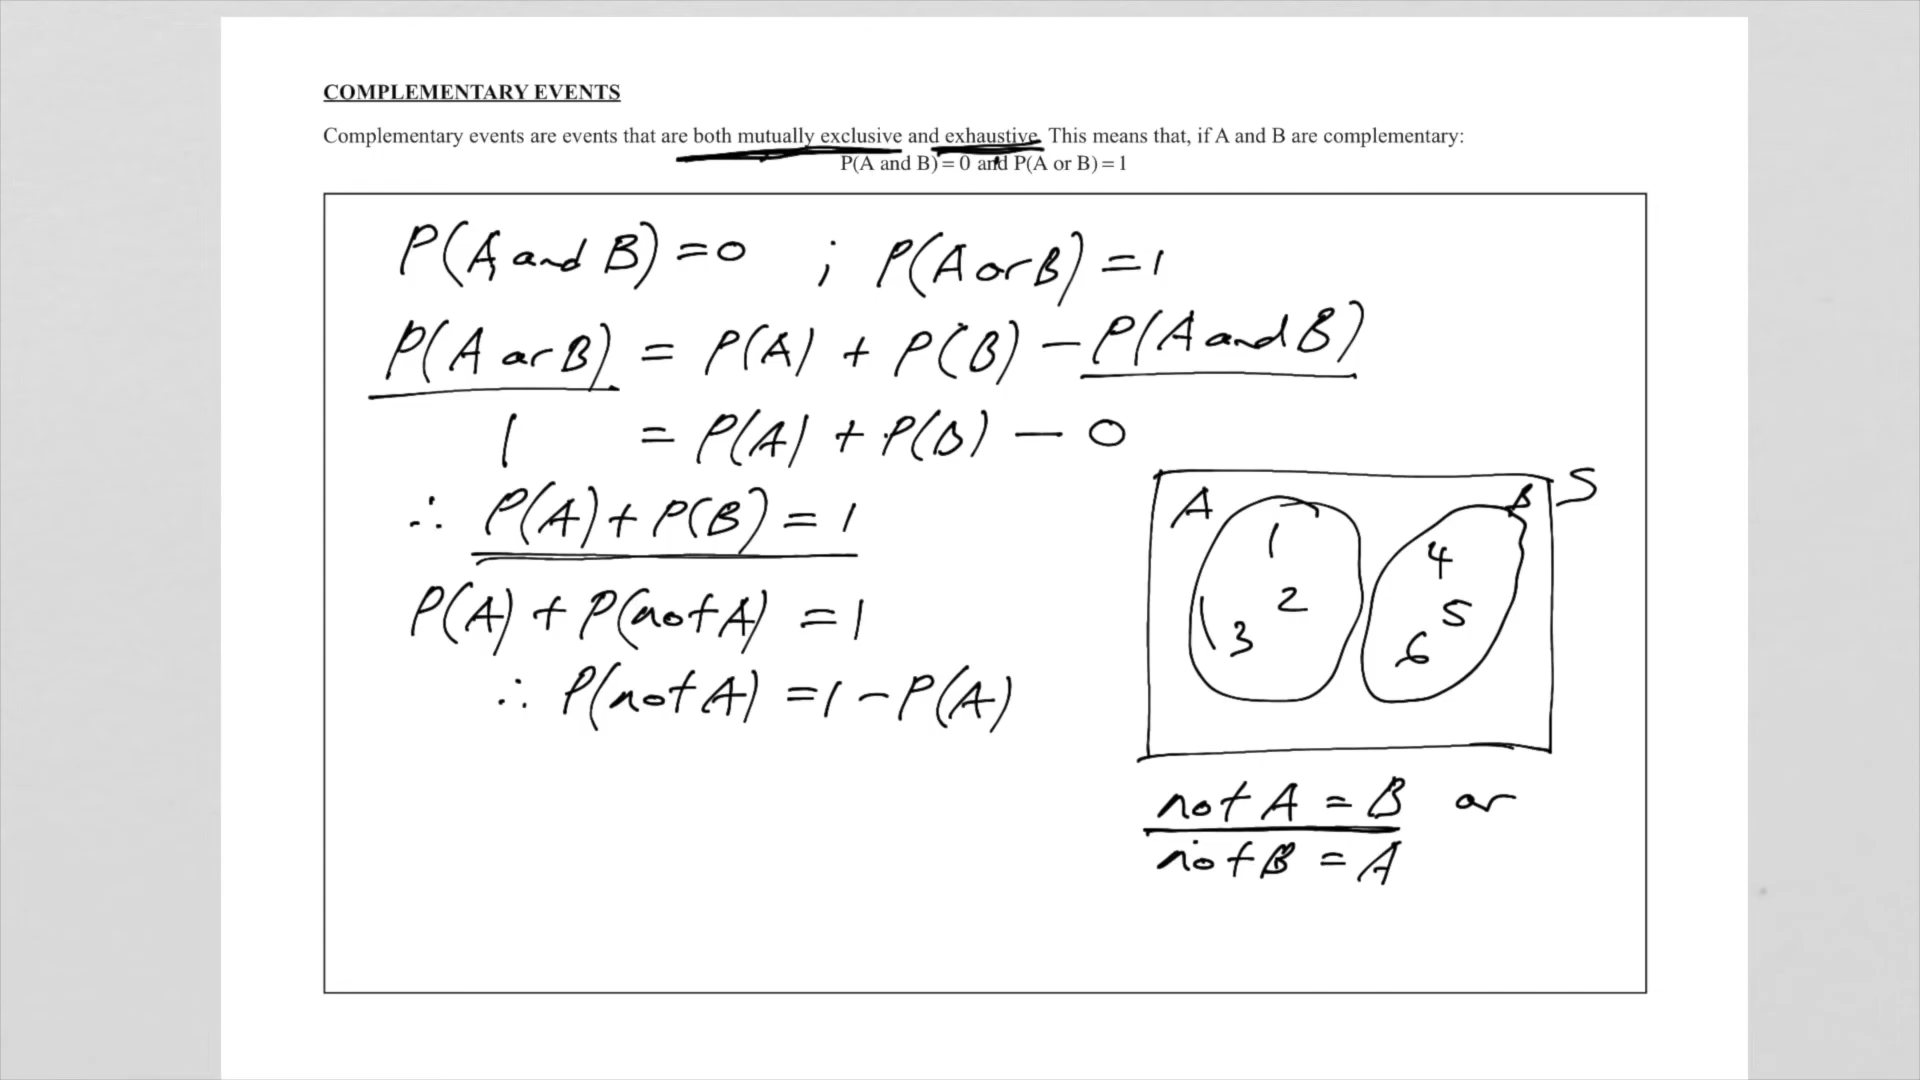 COMPLEMENTARY EVENTS
Complementary events are events that are both mutually exclusive and exhaustive. This means that, if A and B are complementary:
P(A and B) = 0 and P(A or B) = 1
P(A and B) = 0 ; P(A or B) = 1
P(A or B) = P(A) + P(B) - P(A and B)
1 = P(A) + P(B) - 0
∴ P(A) + P(B) = 1
P(A) + P(not A) = 1
∴ P(not A) = 1 - P(A)
A B S
1 4
2 5
3 6
not A = B or
not B = A